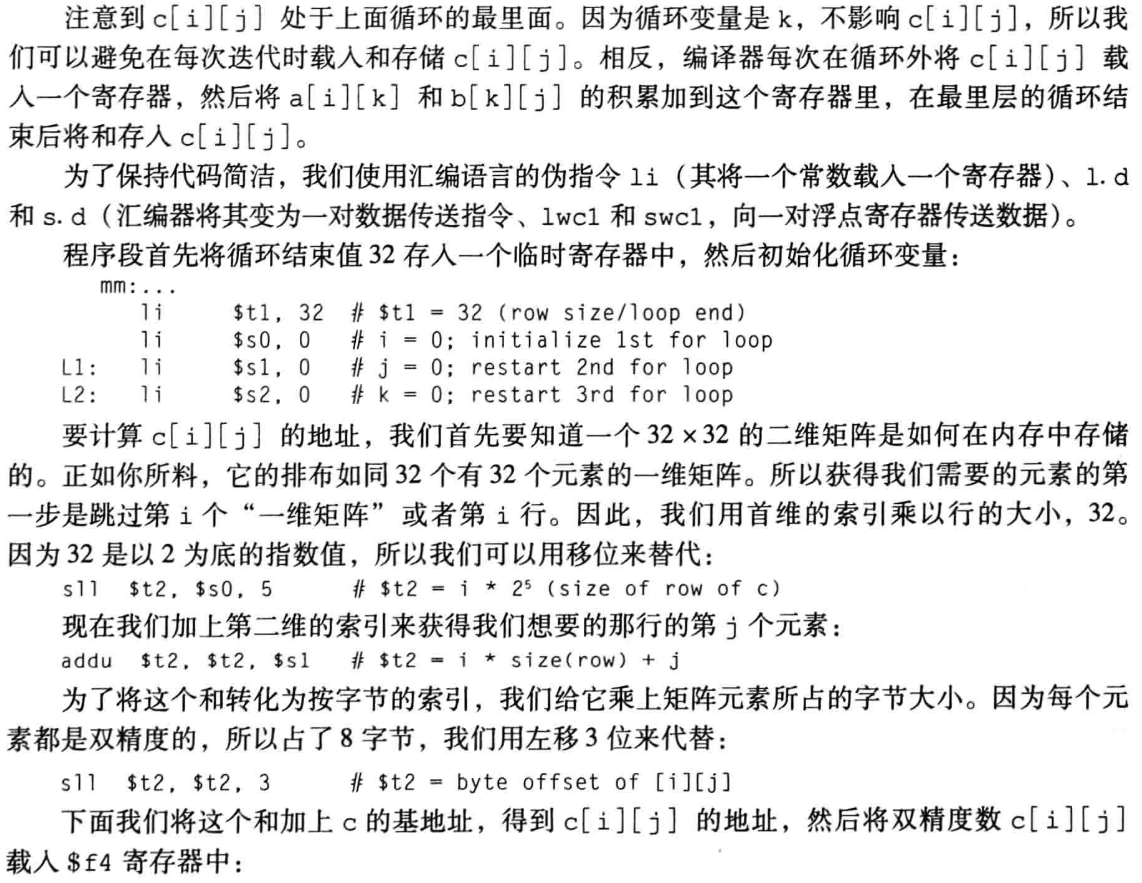 注意到 c[i][j] 处于上面循环的最里面。因为循环变量是 k，不影响 c[i][j]，所以我
们可以避免在每次迭代时载入和存储 c[i][j]。相反，编译器每次在循环外将 c[i][j] 载
入一个寄存器，然后将 a[i][k] 和 b[k][j] 的积累加到这个寄存器里，在最里层的循环结
束后将和存入 c[i][j]。
为了保持代码简洁，我们使用汇编语言的伪指令 li（其将一个常数载入一个寄存器）、l.d
和 s.d（汇编器将其变为一对数据传送指令、lwc1 和 swc1，向一对浮点寄存器传送数据）。
程序段首先将循环结束值 32 存入一个临时寄存器中，然后初始化循环变量：
mm:...
li $t1, 32 # $t1 = 32 (row size/loop end)
li $s0, 0 # i = 0; initialize 1st for loop
L1: li $s1, 0 # j = 0; restart 2nd for loop
L2: li $s2, 0 # k = 0; restart 3rd for loop
要计算 c[i][j] 的地址，我们首先要知道一个 32 × 32 的二维矩阵是如何在内存中存储
的。正如你所料，它的排布如同 32 个有 32 个元素的一维矩阵。所以获得我们需要的元素的第
一步是跳过第 i 个“一维矩阵”或者第 i 行。因此，我们用首维的索引乘以行的大小，32。
因为 32 是以 2 为底的指数值，所以我们可以用移位来替代：
sll $t2, $s0, 5 # $t2 = i * 2⁵ (size of row of c)
现在我们加上第二维的索引来获得我们想要的那行的第 j 个元素：
addu $t2, $t2, $s1 # $t2 = i * size(row) + j
为了将这个和转化为按字节的索引，我们给它乘上矩阵元素所占的字节大小。因为每个元
素都是双精度的，所以占了 8 字节，我们用左移 3 位来代替：
sll $t2, $t2, 3 # $t2 = byte offset of [i][j]
下面我们将这个和加上 c 的基地址，得到 c[i][j] 的地址，然后将双精度数 c[i][j]
载入 $f4 寄存器中：